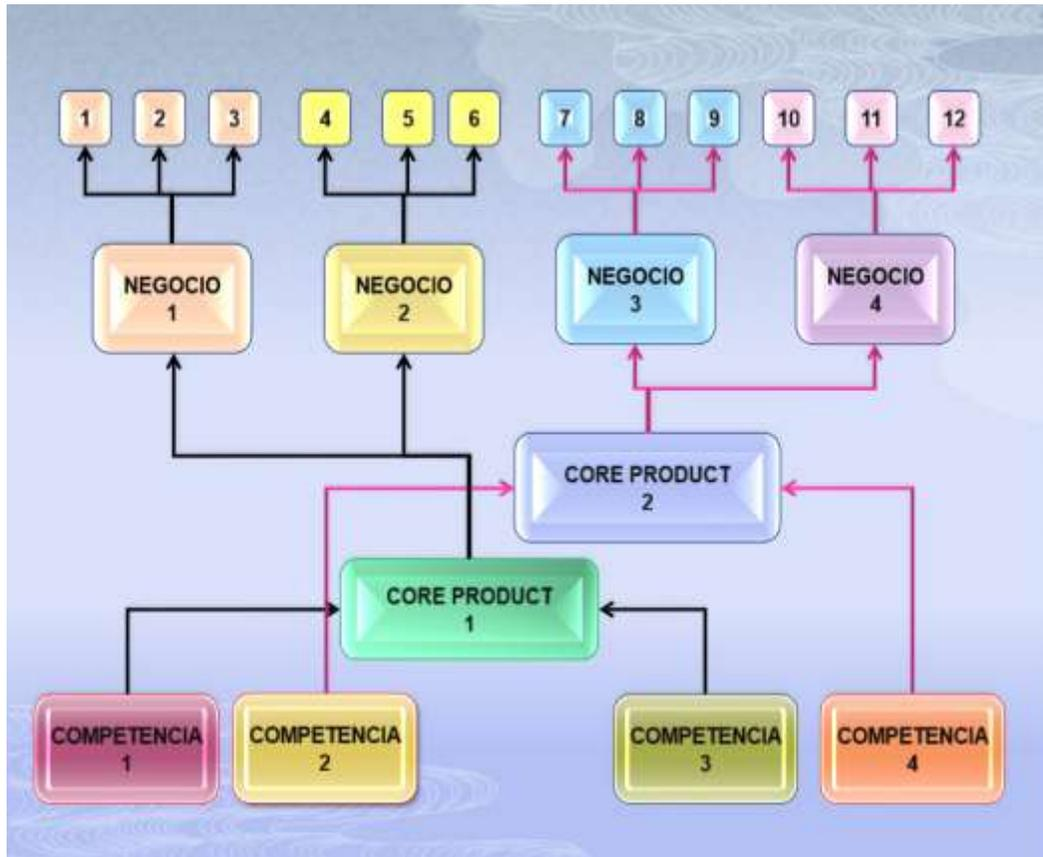 1 2 3 4 5 6 7 8 9 10 11 12
NEGOCIO
1
NEGOCIO
2
NEGOCIO
3
NEGOCIO
4
CORE PRODUCT
2
CORE PRODUCT
1
COMPETENCIA
1
COMPETENCIA
2
COMPETENCIA
3
COMPETENCIA
4